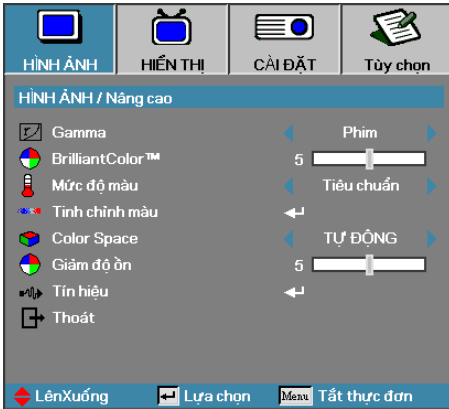 HÌNH ẢNH HIỂN THỊ CÀI ĐẶT Tùy chọn
HÌNH ẢNH / Nâng cao
Gamma Phim
BrilliantColor™ 5
Mức độ màu Tiêu chuẩn
Tinh chỉnh màu
Color Space TỰ ĐỘNG
Giảm độ ồn 5
Tín hiệu
Thoát
LênXuống Lựa chọn Menu Tắt thực đơn